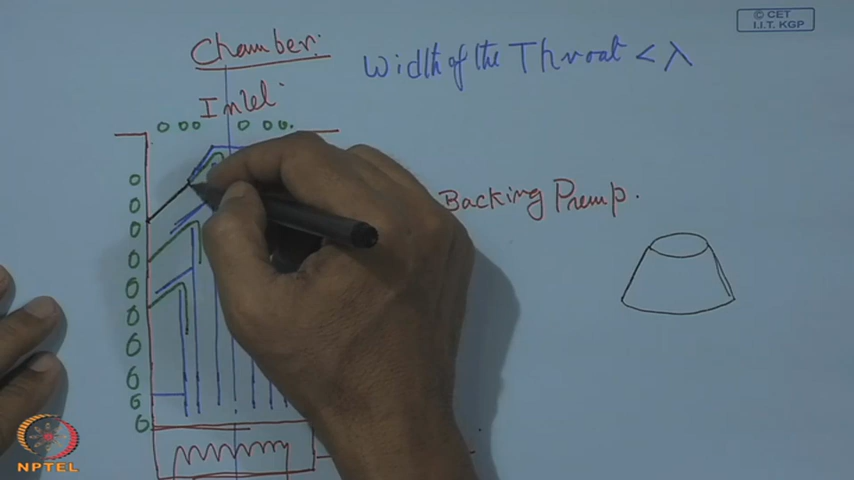 © CET
I.I.T. KGP
Chamber.
Width of the Throat < λ
Inlet.
Backing Pump.
NPTEL